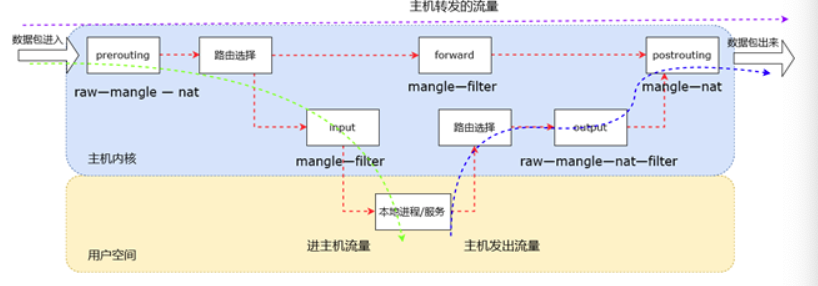 主机转发的流量
数据包进入
prerouting
路由选择
forward
postrouting
数据包出来
raw—mangle — nat
mangle—filter
mangle—nat
input
路由选择
output
主机内核
mangle—filter
raw—mangle—nat—filter
本地进程/服务
进主机流量
主机发出流量
用户空间